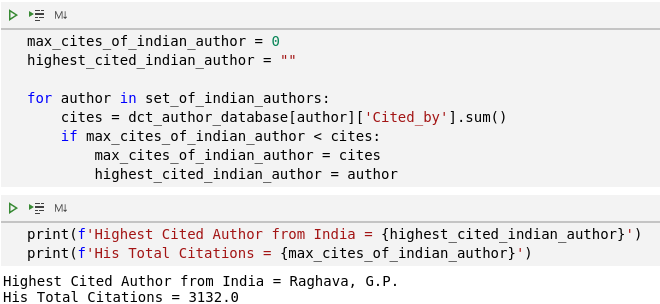 M↓
max_cites_of_indian_author = 0
highest_cited_indian_author = ""
for author in set_of_indian_authors:
    cites = dct_author_database[author]['Cited_by'].sum()
    if max_cites_of_indian_author < cites:
        max_cites_of_indian_author = cites
        highest_cited_indian_author = author
M↓
print(f'Highest Cited Author from India = {highest_cited_indian_author}')
print(f'His Total Citations = {max_cites_of_indian_author}')
Highest Cited Author from India = Raghava, G.P.
His Total Citations = 3132.0